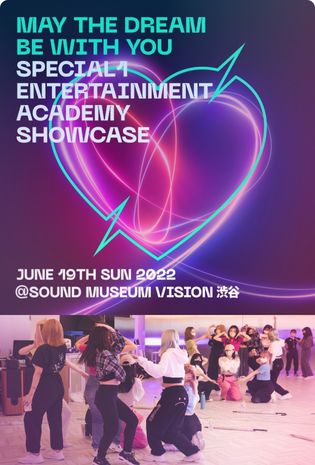 MAY THE DREAM
BE WITH YOU
SPECIAL1
ENTERTAINMENT
ACADEMY
SHOWCASE
JUNE 19TH SUN 2022
@SOUND MUSEUM VISION 渋谷